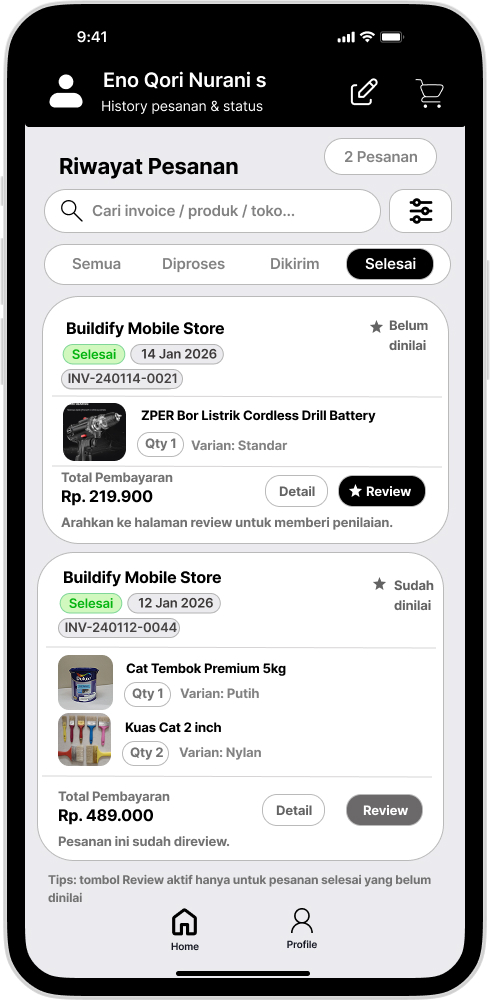 9:41
Eno Qori Nurani s
History pesanan & status
Riwayat Pesanan
2 Pesanan
Cari invoice / produk / toko...
Semua Diproses Dikirim Selesai
Buildify Mobile Store
Belum
dinilai
Selesai 14 Jan 2026
INV-240114-0021
ZPER Bor Listrik Cordless Drill Battery
Qty 1 Varian: Standar
Total Pembayaran
Rp. 219.900
Detail Review
Arahkan ke halaman review untuk memberi penilaian.
Buildify Mobile Store
Sudah
dinilai
Selesai 12 Jan 2026
INV-240112-0044
Dulux
Cat Tembok Premium 5kg
Qty 1 Varian: Putih
Kuas Cat 2 inch
Qty 2 Varian: Nylan
Total Pembayaran
Rp. 489.000
Detail Review
Pesanan ini sudah direview.
Tips: tombol Review aktif hanya untuk pesanan selesai yang belum
dinilai
Home Profile